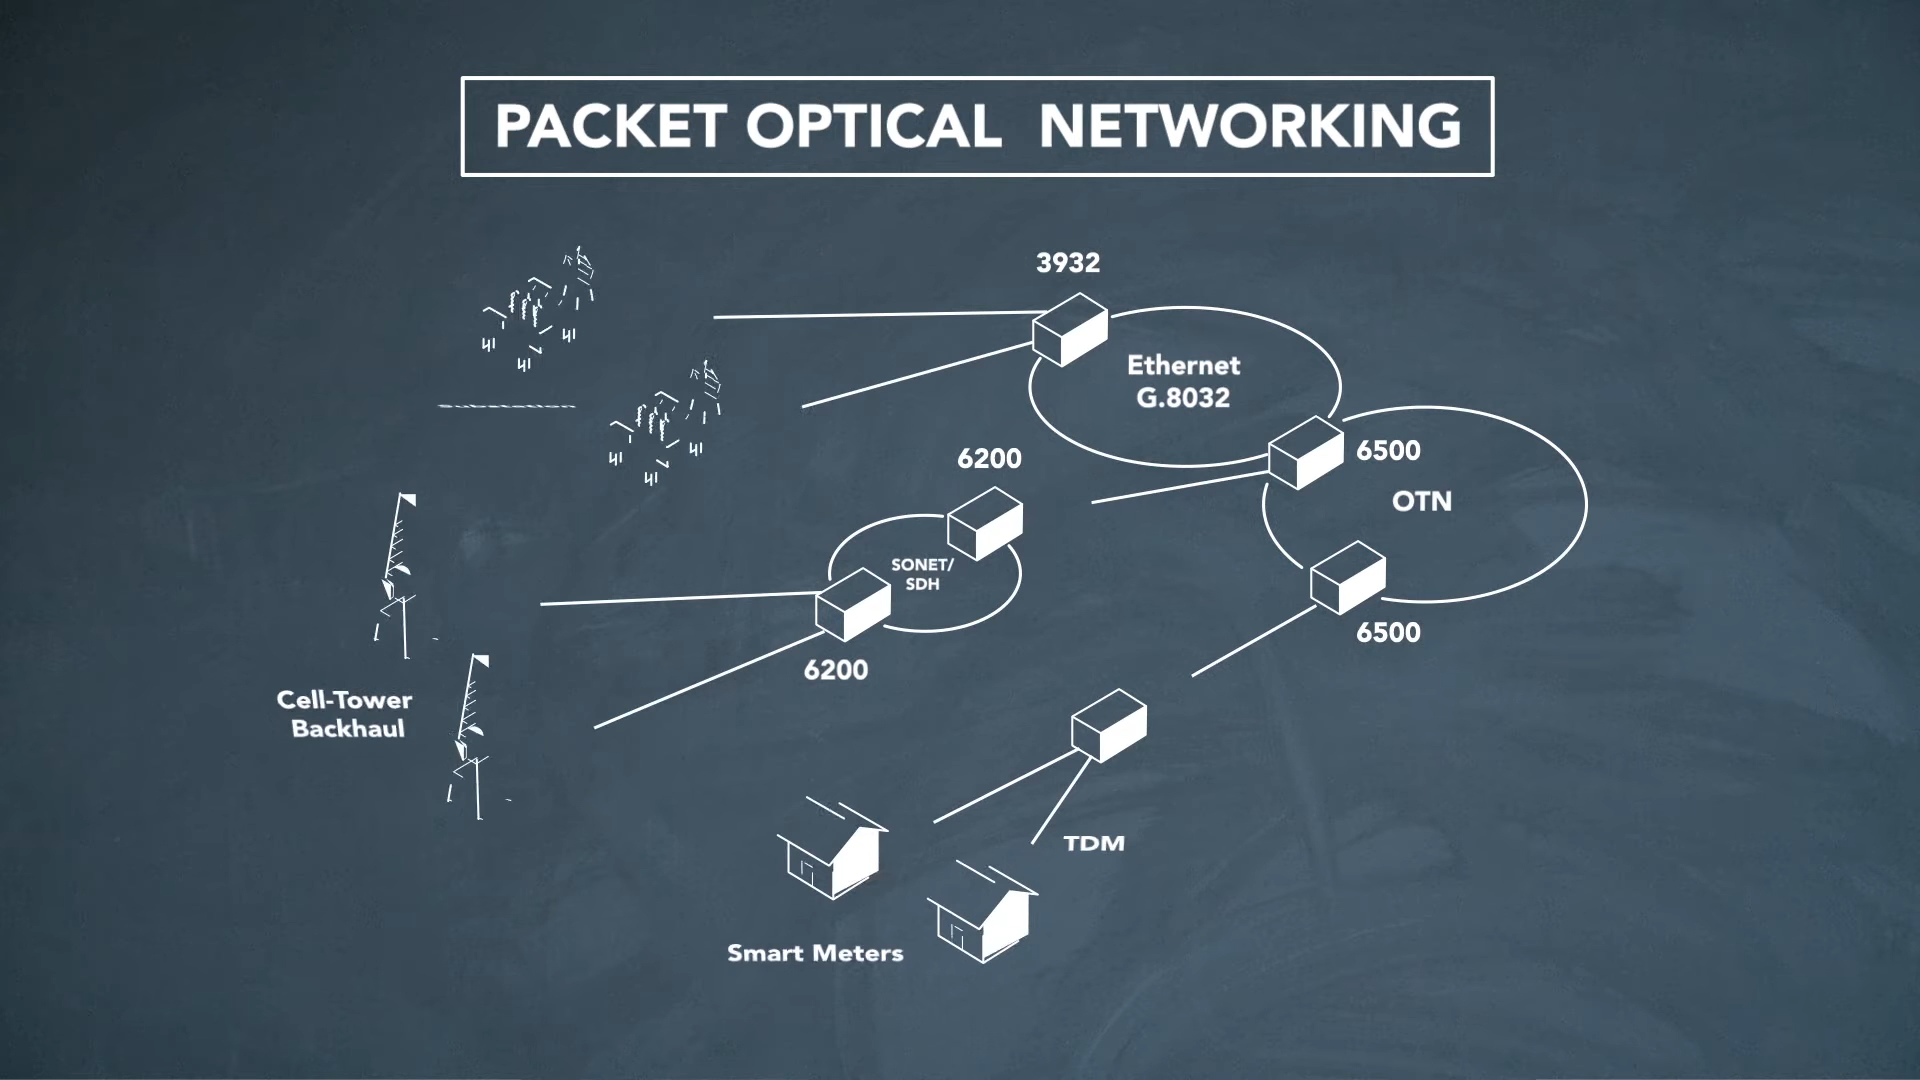 PACKET OPTICAL NETWORKING
3932
Ethernet
G.8032
6200
6500
OTN
SONET/
SDH
6500
6200
Cell-Tower
Backhaul
TDM
Smart Meters